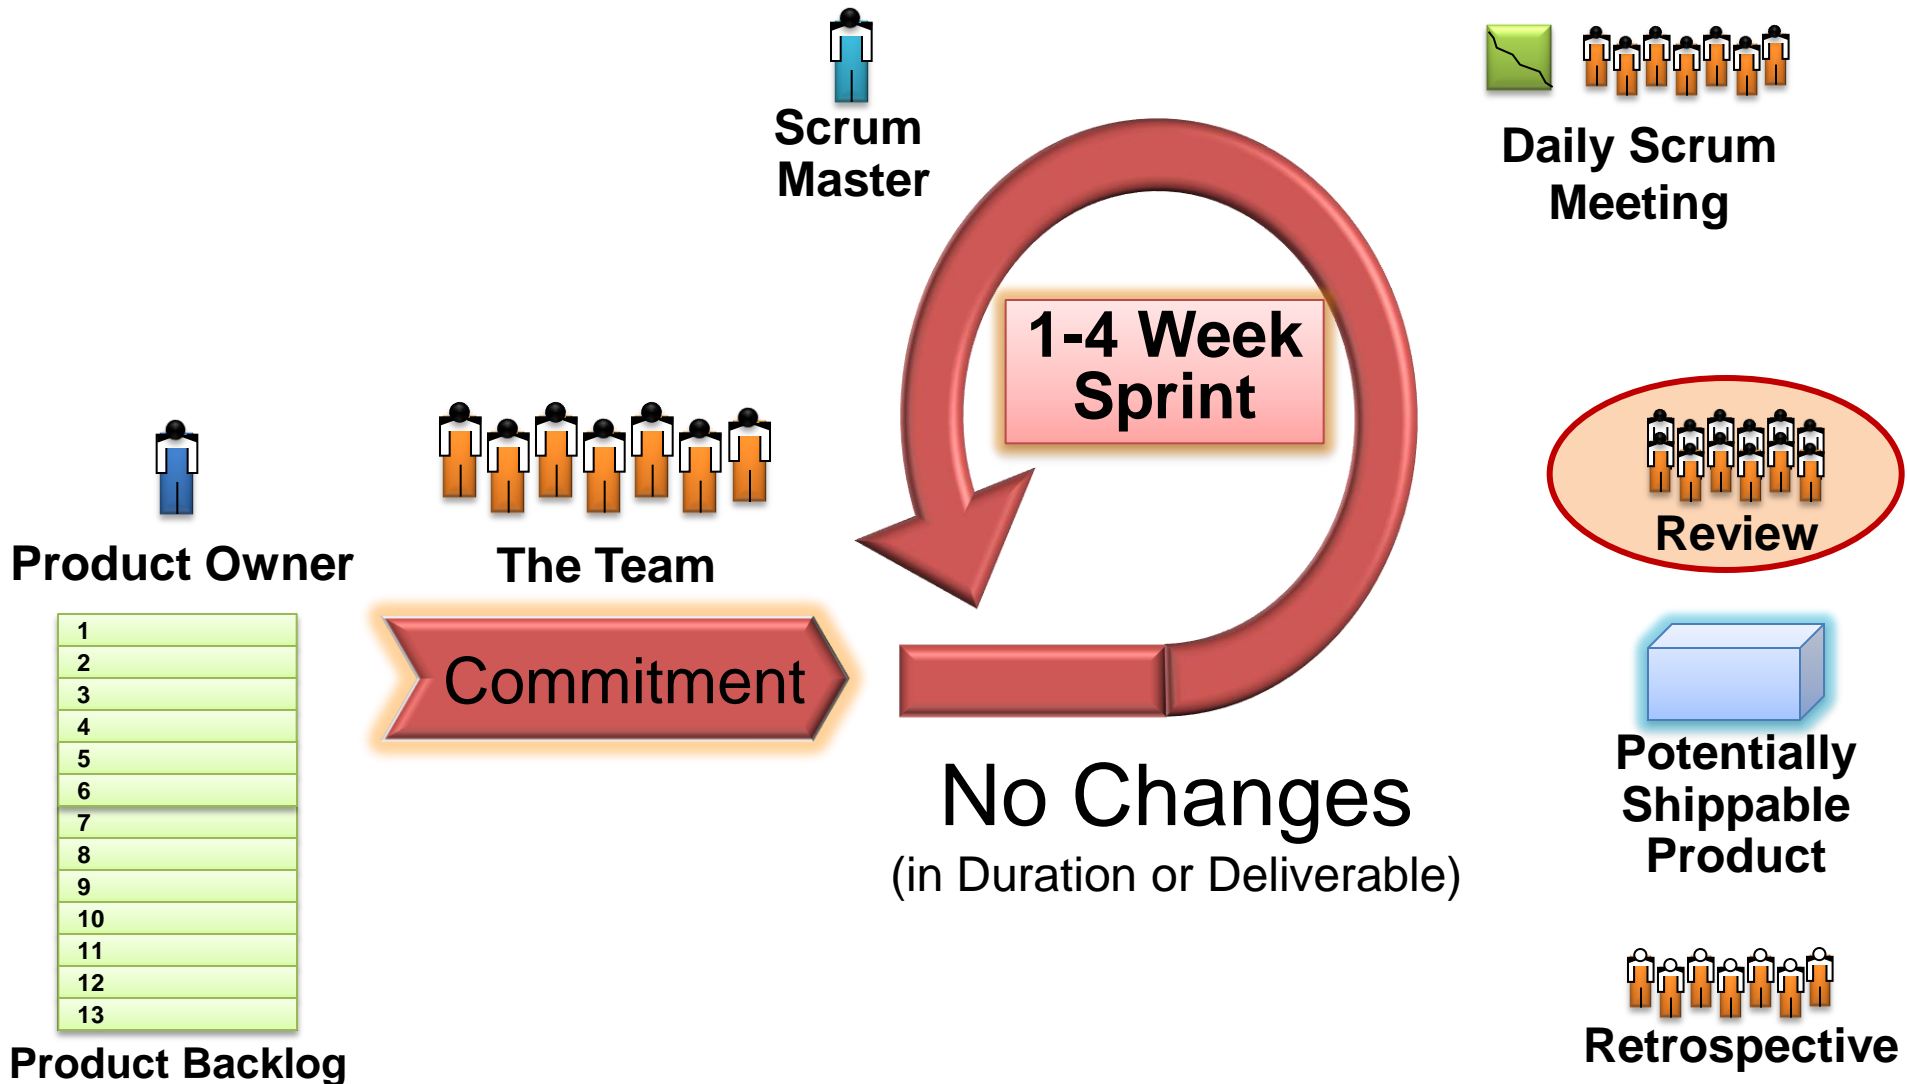 Scrum
Master
Daily Scrum
Meeting
1-4 Week
Sprint
Product Owner
The Team
Review
Commitment
1
2
3
4
5
6
7
8
9
10
11
12
13
Product Backlog
No Changes
(in Duration or Deliverable)
Potentially
Shippable
Product
Retrospective